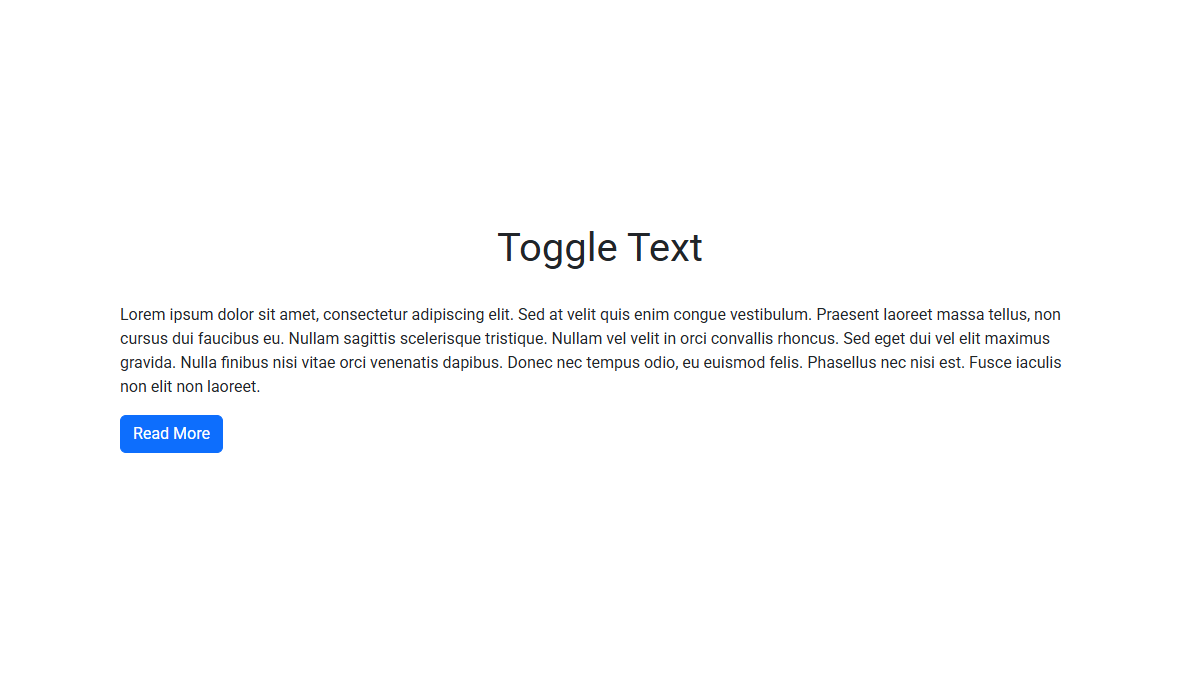 Toggle Text
Lorem ipsum dolor sit amet, consectetur adipiscing elit. Sed at velit quis enim congue vestibulum. Praesent laoreet massa tellus, non
cursus dui faucibus eu. Nullam sagittis scelerisque tristique. Nullam vel velit in orci convallis rhoncus. Sed eget dui vel elit maximus
gravida. Nulla finibus nisi vitae orci venenatis dapibus. Donec nec tempus odio, eu euismod felis. Phasellus nec nisi est. Fusce iaculis
non elit non laoreet.
Read More